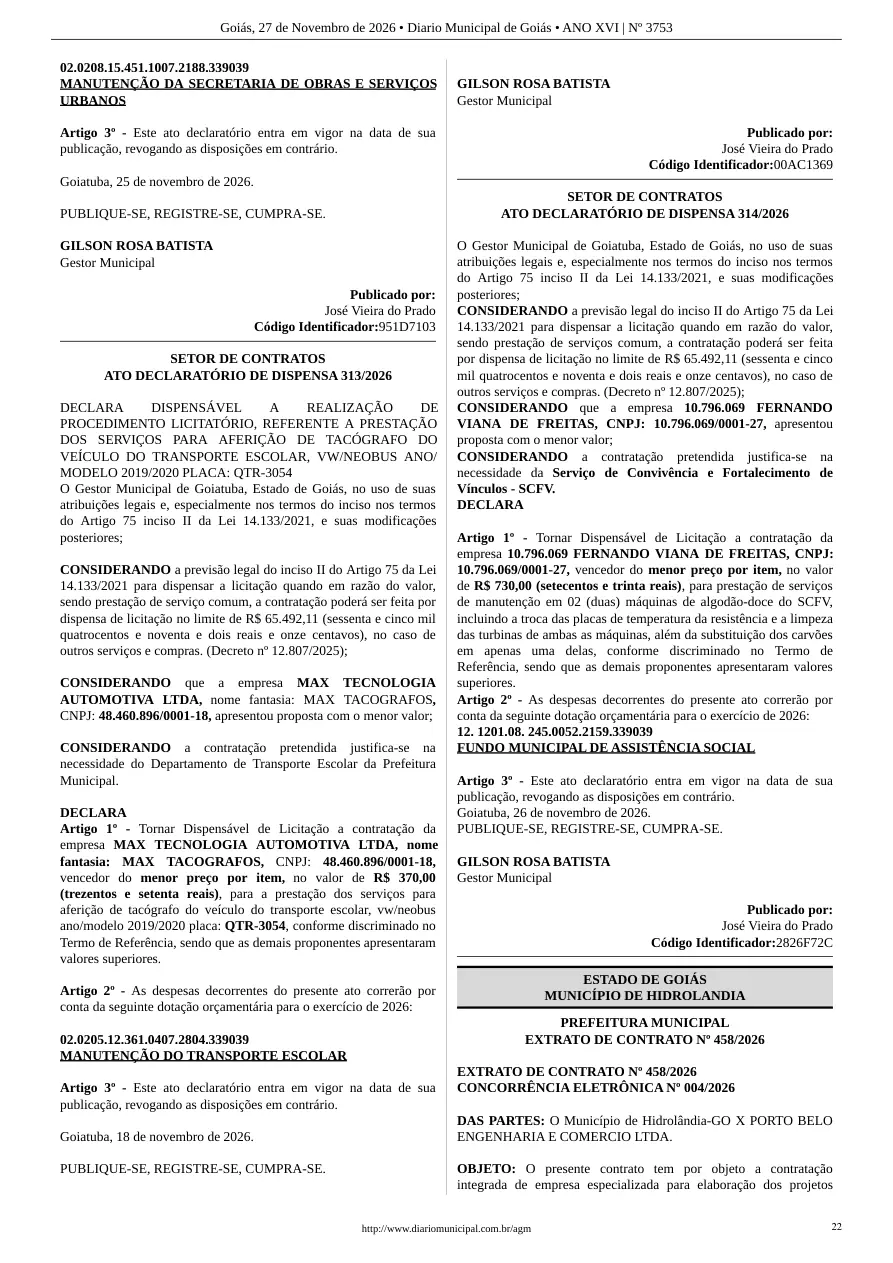 Goiás, 27 de Novembro de 2026 • Diario Municipal de Goiás • ANO XVI | Nº 3753
02.0208.15.451.1007.2188.339039
MANUTENÇÃO DA SECRETARIA DE OBRAS E SERVIÇOS
URBANOS
Artigo 3º - Este ato declaratório entra em vigor na data de sua
publicação, revogando as disposições em contrário.
Goiatuba, 25 de novembro de 2026.
PUBLIQUE-SE, REGISTRE-SE, CUMPRA-SE.
GILSON ROSA BATISTA
Gestor Municipal
Publicado por:
José Vieira do Prado
Código Identificador:951D7103
SETOR DE CONTRATOS
ATO DECLARATÓRIO DE DISPENSA 313/2026
DECLARA DISPENSÁVEL A REALIZAÇÃO DE
PROCEDIMENTO LICITATÓRIO, REFERENTE A PRESTAÇÃO
DOS SERVIÇOS PARA AFERIÇÃO DE TACÓGRAFO DO
VEÍCULO DO TRANSPORTE ESCOLAR, VW/NEOBUS ANO/
MODELO 2019/2020 PLACA: QTR-3054
O Gestor Municipal de Goiatuba, Estado de Goiás, no uso de suas
atribuições legais e, especialmente nos termos do inciso nos termos
do Artigo 75 inciso II da Lei 14.133/2021, e suas modificações
posteriores;
CONSIDERANDO a previsão legal do inciso II do Artigo 75 da Lei
14.133/2021 para dispensar a licitação quando em razão do valor,
sendo prestação de serviço comum, a contratação poderá ser feita por
dispensa de licitação no limite de R$ 65.492,11 (sessenta e cinco mil
quatrocentos e noventa e dois reais e onze centavos), no caso de
outros serviços e compras. (Decreto nº 12.807/2025);
CONSIDERANDO que a empresa MAX TECNOLOGIA
AUTOMOTIVA LTDA, nome fantasia: MAX TACOGRAFOS,
CNPJ: 48.460.896/0001-18, apresentou proposta com o menor valor;
CONSIDERANDO a contratação pretendida justifica-se na
necessidade do Departamento de Transporte Escolar da Prefeitura
Municipal.
DECLARA
Artigo 1º - Tornar Dispensável de Licitação a contratação da
empresa MAX TECNOLOGIA AUTOMOTIVA LTDA, nome
fantasia: MAX TACOGRAFOS, CNPJ: 48.460.896/0001-18,
vencedor do menor preço por item, no valor de R$ 370,00
(trezentos e setenta reais), para a prestação dos serviços para
aferição de tacógrafo do veículo do transporte escolar, vw/neobus
ano/modelo 2019/2020 placa: QTR-3054, conforme discriminado no
Termo de Referência, sendo que as demais proponentes apresentaram
valores superiores.
Artigo 2º - As despesas decorrentes do presente ato correrão por
conta da seguinte dotação orçamentária para o exercício de 2026:
02.0205.12.361.0407.2804.339039
MANUTENÇÃO DO TRANSPORTE ESCOLAR
Artigo 3º - Este ato declaratório entra em vigor na data de sua
publicação, revogando as disposições em contrário.
Goiatuba, 18 de novembro de 2026.
PUBLIQUE-SE, REGISTRE-SE, CUMPRA-SE.
GILSON ROSA BATISTA
Gestor Municipal
Publicado por:
José Vieira do Prado
Código Identificador:00AC1369
SETOR DE CONTRATOS
ATO DECLARATÓRIO DE DISPENSA 314/2026
O Gestor Municipal de Goiatuba, Estado de Goiás, no uso de suas
atribuições legais e, especialmente nos termos do inciso nos termos
do Artigo 75 inciso II da Lei 14.133/2021, e suas modificações
posteriores;
CONSIDERANDO a previsão legal do inciso II do Artigo 75 da Lei
14.133/2021 para dispensar a licitação quando em razão do valor,
sendo prestação de serviços comum, a contratação poderá ser feita
por dispensa de licitação no limite de R$ 65.492,11 (sessenta e cinco
mil quatrocentos e noventa e dois reais e onze centavos), no caso de
outros serviços e compras. (Decreto nº 12.807/2025);
CONSIDERANDO que a empresa 10.796.069 FERNANDO
VIANA DE FREITAS, CNPJ: 10.796.069/0001-27, apresentou
proposta com o menor valor;
CONSIDERANDO a contratação pretendida justifica-se na
necessidade da Serviço de Convivência e Fortalecimento de
Vínculos - SCFV.
DECLARA
Artigo 1º - Tornar Dispensável de Licitação a contratação da
empresa 10.796.069 FERNANDO VIANA DE FREITAS, CNPJ:
10.796.069/0001-27, vencedor do menor preço por item, no valor
de R$ 730,00 (setecentos e trinta reais), para prestação de serviços
de manutenção em 02 (duas) máquinas de algodão-doce do SCFV,
incluindo a troca das placas de temperatura da resistência e a limpeza
das turbinas de ambas as máquinas, além da substituição dos carvões
em apenas uma delas, conforme discriminado no Termo de
Referência, sendo que as demais proponentes apresentaram valores
superiores.
Artigo 2º - As despesas decorrentes do presente ato correrão por
conta da seguinte dotação orçamentária para o exercício de 2026:
12. 1201.08. 245.0052.2159.339039
FUNDO MUNICIPAL DE ASSISTÊNCIA SOCIAL
Artigo 3º - Este ato declaratório entra em vigor na data de sua
publicação, revogando as disposições em contrário.
Goiatuba, 26 de novembro de 2026.
PUBLIQUE-SE, REGISTRE-SE, CUMPRA-SE.
GILSON ROSA BATISTA
Gestor Municipal
Publicado por:
José Vieira do Prado
Código Identificador:2826F72C
ESTADO DE GOIÁS
MUNICÍPIO DE HIDROLANDIA
PREFEITURA MUNICIPAL
EXTRATO DE CONTRATO Nº 458/2026
EXTRATO DE CONTRATO Nº 458/2026
CONCORRÊNCIA ELETRÔNICA Nº 004/2026
DAS PARTES: O Município de Hidrolândia-GO X PORTO BELO
ENGENHARIA E COMERCIO LTDA.
OBJETO: O presente contrato tem por objeto a contratação
integrada de empresa especializada para elaboração dos projetos
http://www.diariomunicipal.com.br/agm
22